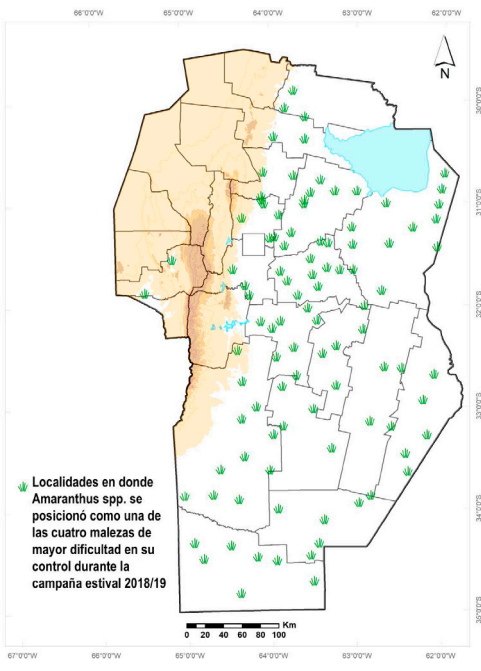 66°0'0"W 65°0'0"W 64°0'0"W 63°0'0"W 62°0'0"W
N
30°0'0"S
31°0'0"S
32°0'0"S
33°0'0"S
34°0'0"S
35°0'0"S
Localidades en donde
Amaranthus spp. se
posicionó como una de
las cuatro malezas de
mayor dificultad en su
control durante la
campaña estival 2018/19
Km
0 20 40 60 80 100
67°0'0"W 66°0'0"W 65°0'0"W 64°0'0"W 63°0'0"W 62°0'0"W